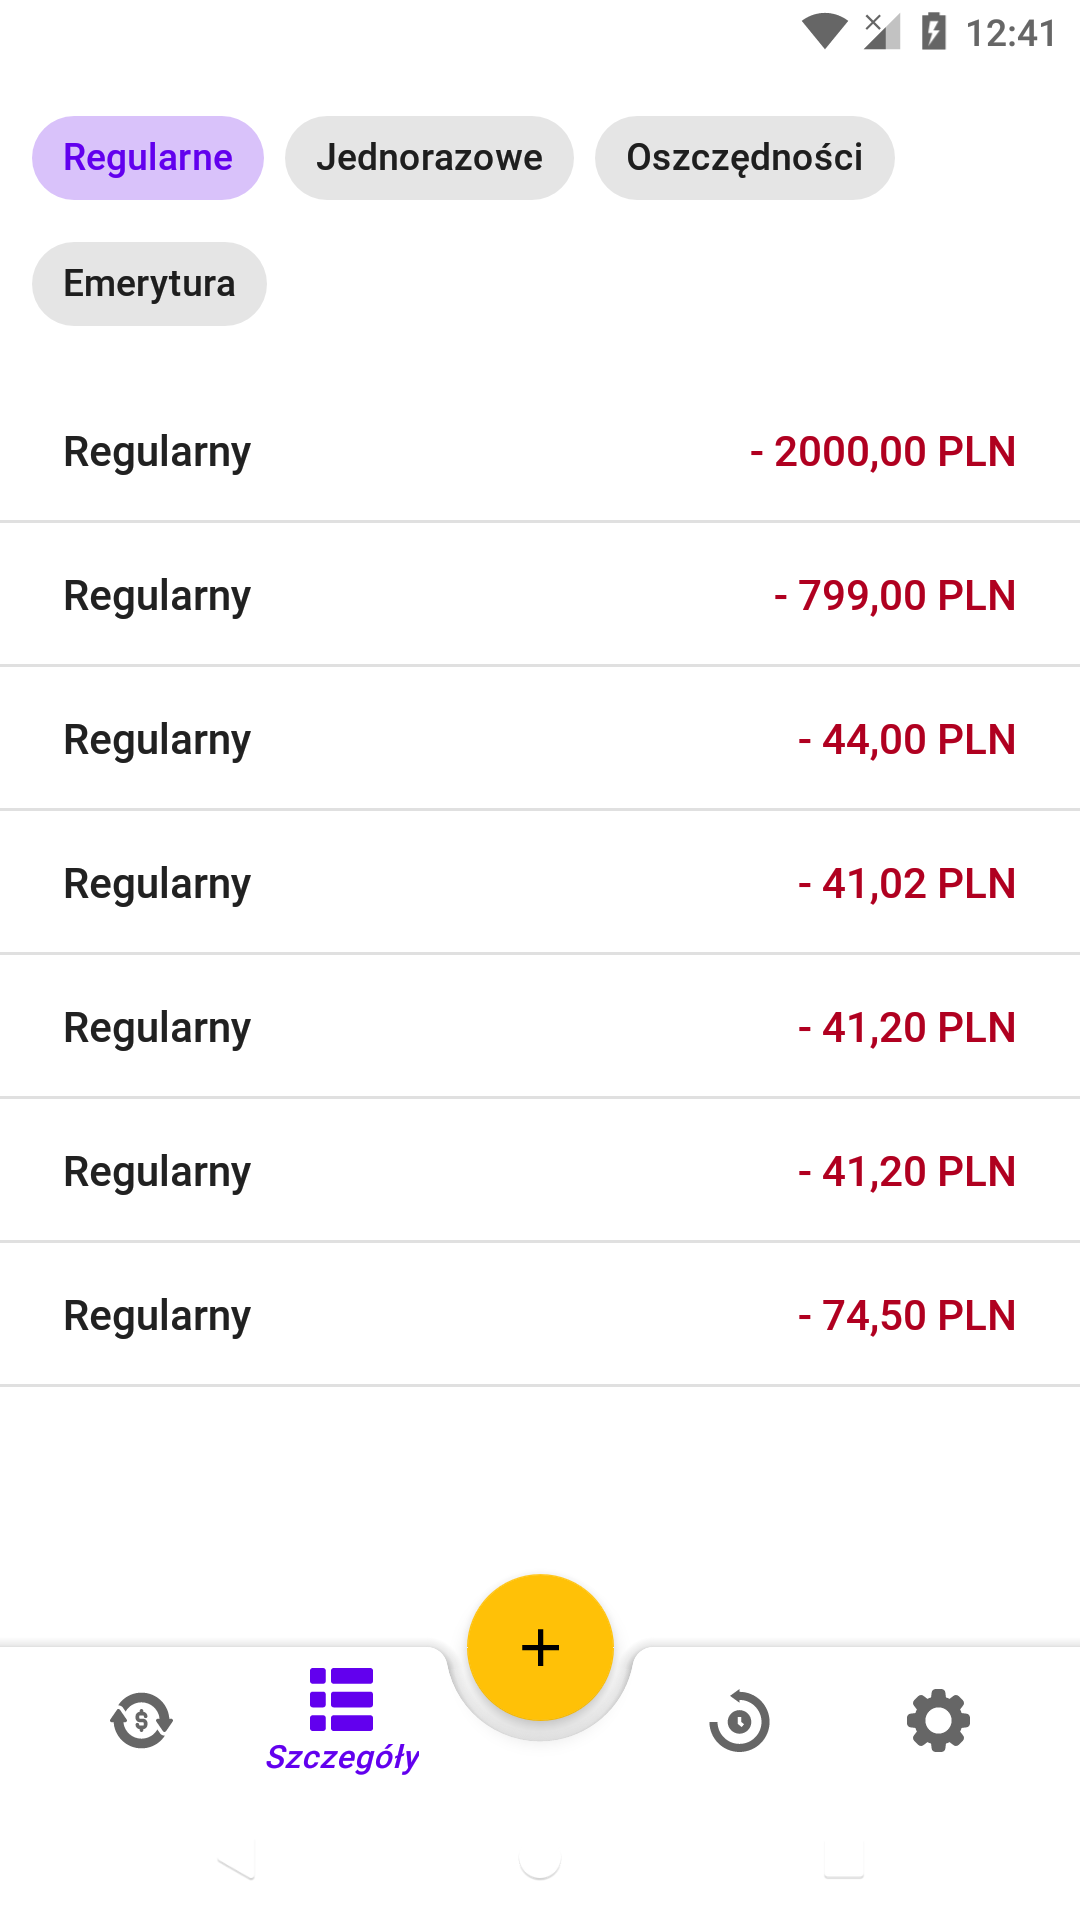 12:41
Regularne Jednorazowe Oszczędności
Emerytura
Regularny - 2000,00 PLN
Regularny - 799,00 PLN
Regularny - 44,00 PLN
Regularny - 41,02 PLN
Regularny - 41,20 PLN
Regularny - 41,20 PLN
Regularny - 74,50 PLN
+
$
Szczegóły